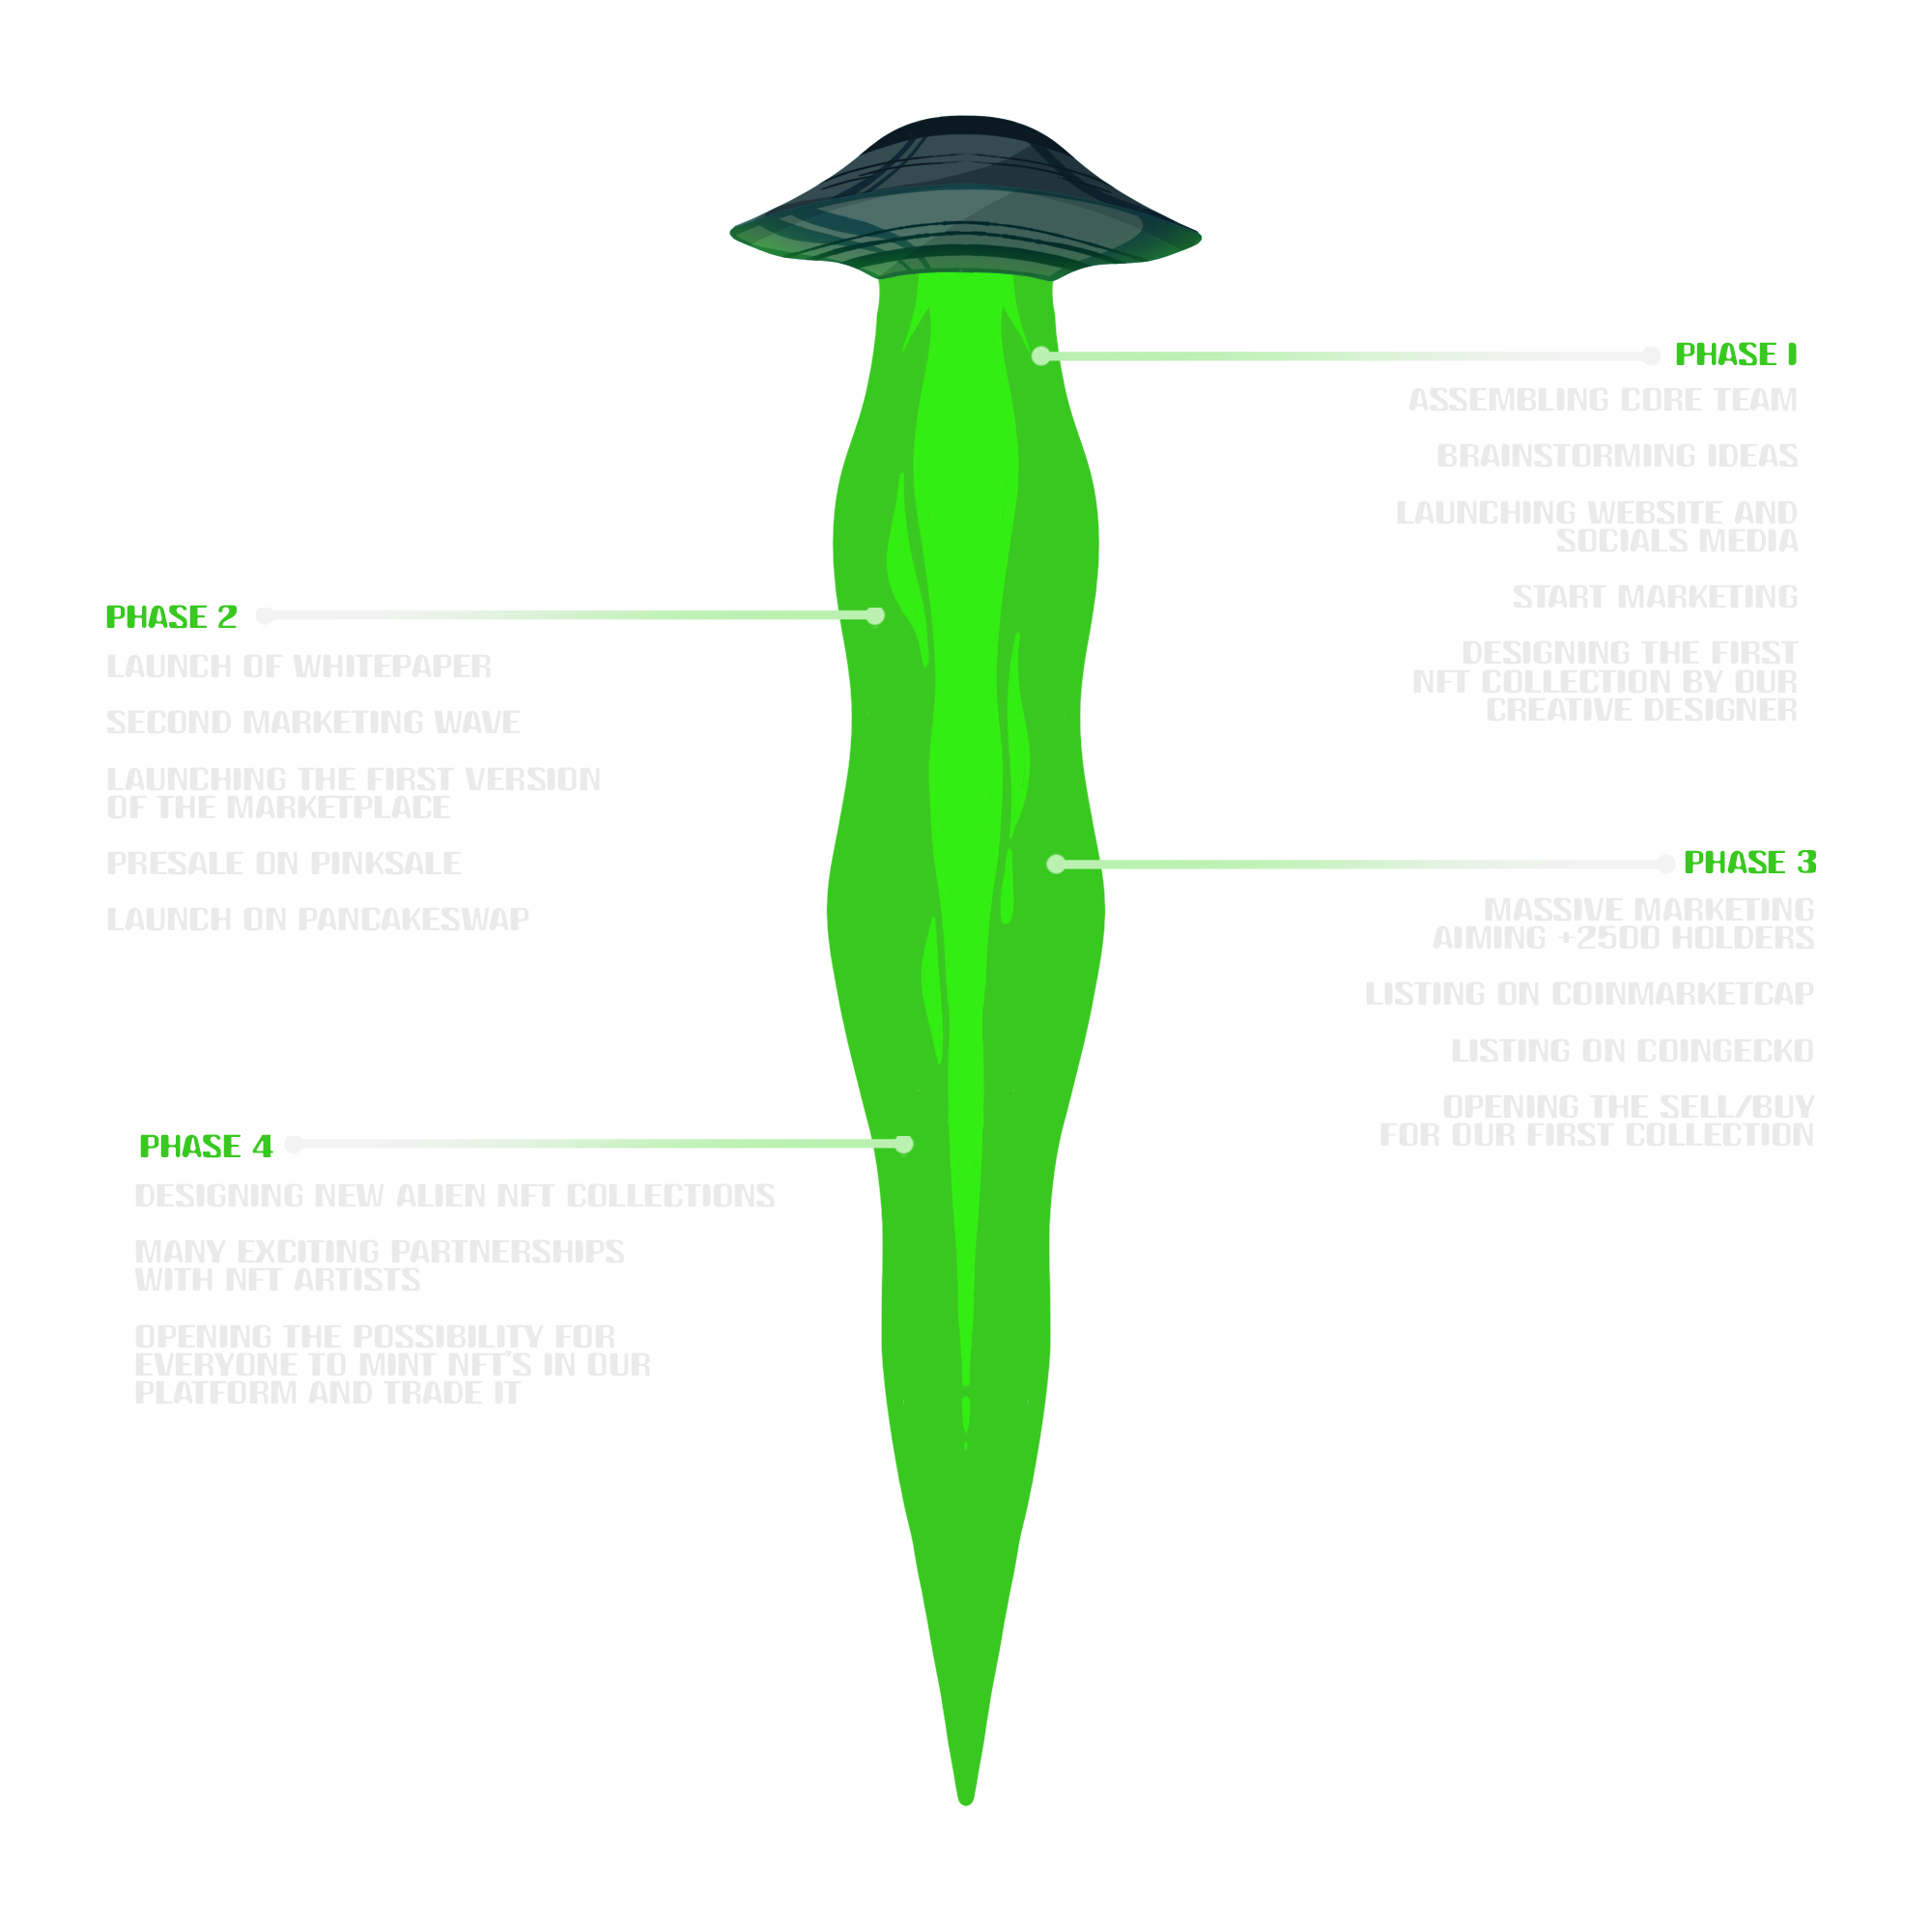 PHASE 1
ASSEMBLING CORE TEAM
BRAINSTORMING IDEAS
LAUNCHING WEBSITE AND
SOCIALS MEDIA
START MARKETING
DESIGNING THE FIRST
NFT COLLECTION BY OUR
CREATIVE DESIGNER
PHASE 2
LAUNCH OF WHITEPAPER
SECOND MARKETING WAVE
LAUNCHING THE FIRST VERSION
OF THE MARKETPLACE
PRESALE ON PINKSALE
LAUNCH ON PANCAKESWAP
PHASE 3
MASSIVE MARKETING
AIMING +2500 HOLDERS
LISTING ON COINMARKETCAP
LISTING ON COINGECKO
OPENING THE SELL/BUY
FOR OUR FIRST COLLECTION
PHASE 4
DESIGNING NEW ALIEN NFT COLLECTIONS
MANY EXCITING PARTNERSHIPS
WITH NFT ARTISTS
OPENING THE POSSIBILITY FOR
EVERYONE TO MINT NFT'S IN OUR
PLATFORM AND TRADE IT